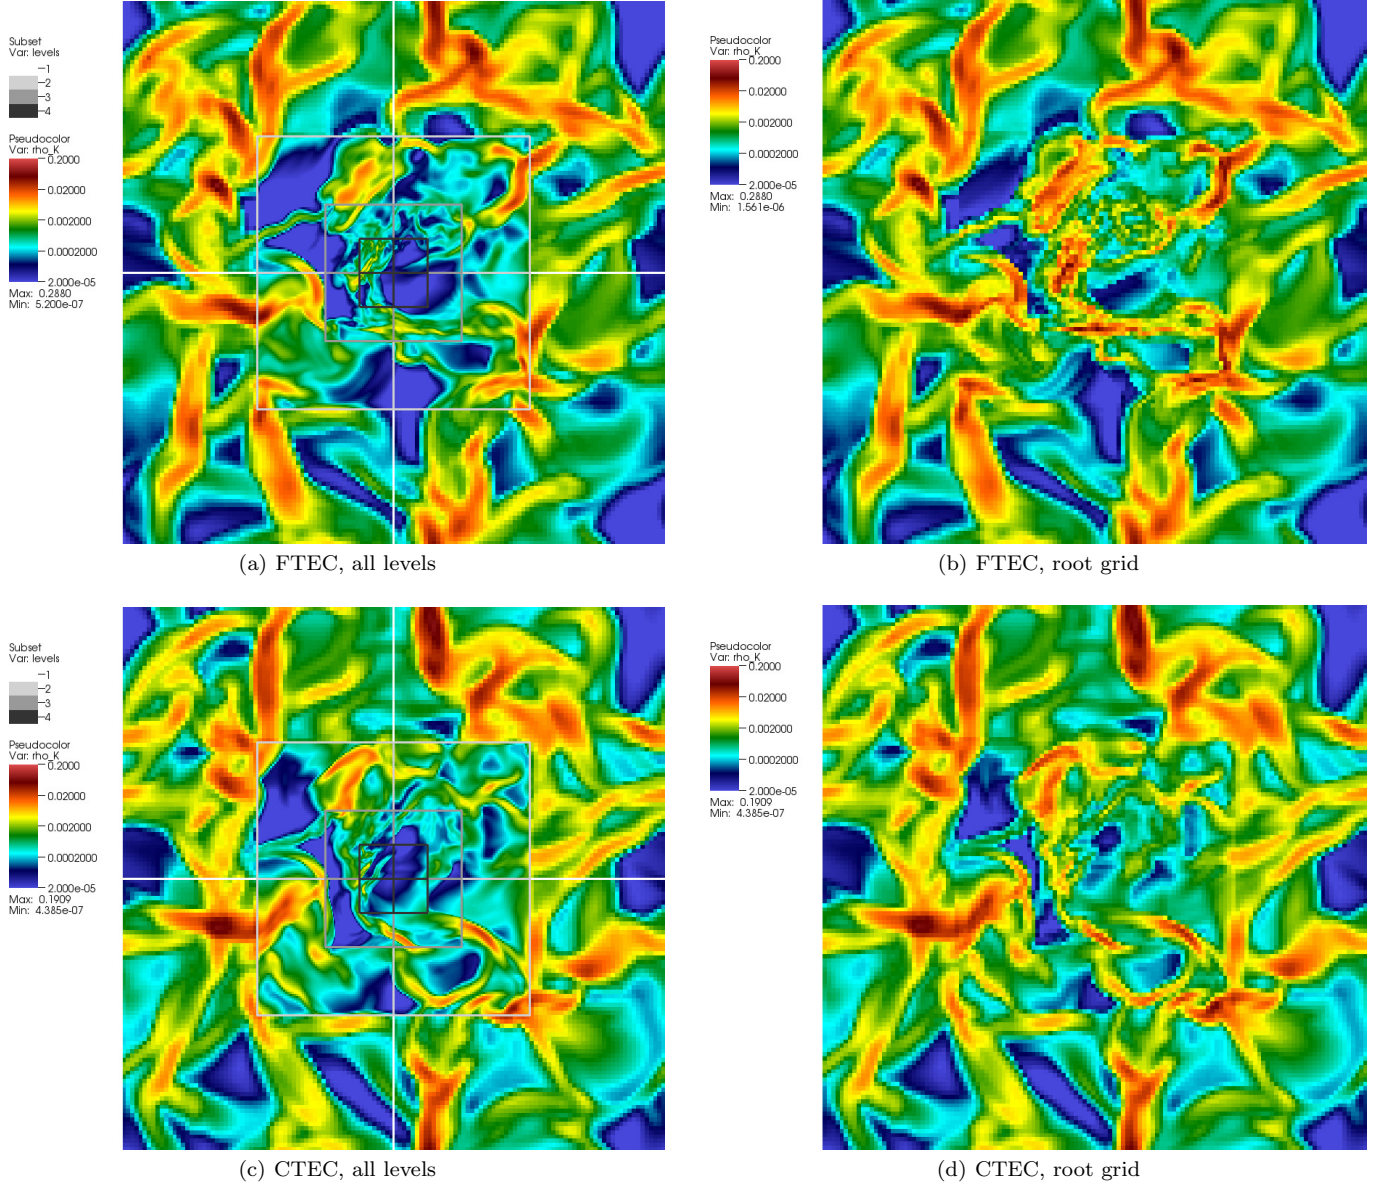 Subset
Var: levels
1
2
3
4
Pseudocolor
Var: rho_K
0.2000
0.02000
0.002000
0.0002000
2.000e-05
Max: 0.2880
Min: 5.200e-07
Pseudocolor
Var: rho_K
0.2000
0.02000
0.002000
0.0002000
2.000e-05
Max: 0.2880
Min: 1.561e-06
(a) FTEC, all levels
(b) FTEC, root grid
Subset
Var: levels
1
2
3
4
Pseudocolor
Var: rho_K
0.2000
0.02000
0.002000
0.0002000
2.000e-05
Max: 0.1909
Min: 4.385e-07
Pseudocolor
Var: rho_K
0.2000
0.02000
0.002000
0.0002000
2.000e-05
Max: 0.1909
Min: 4.385e-07
(c) CTEC, all levels
(d) CTEC, root grid